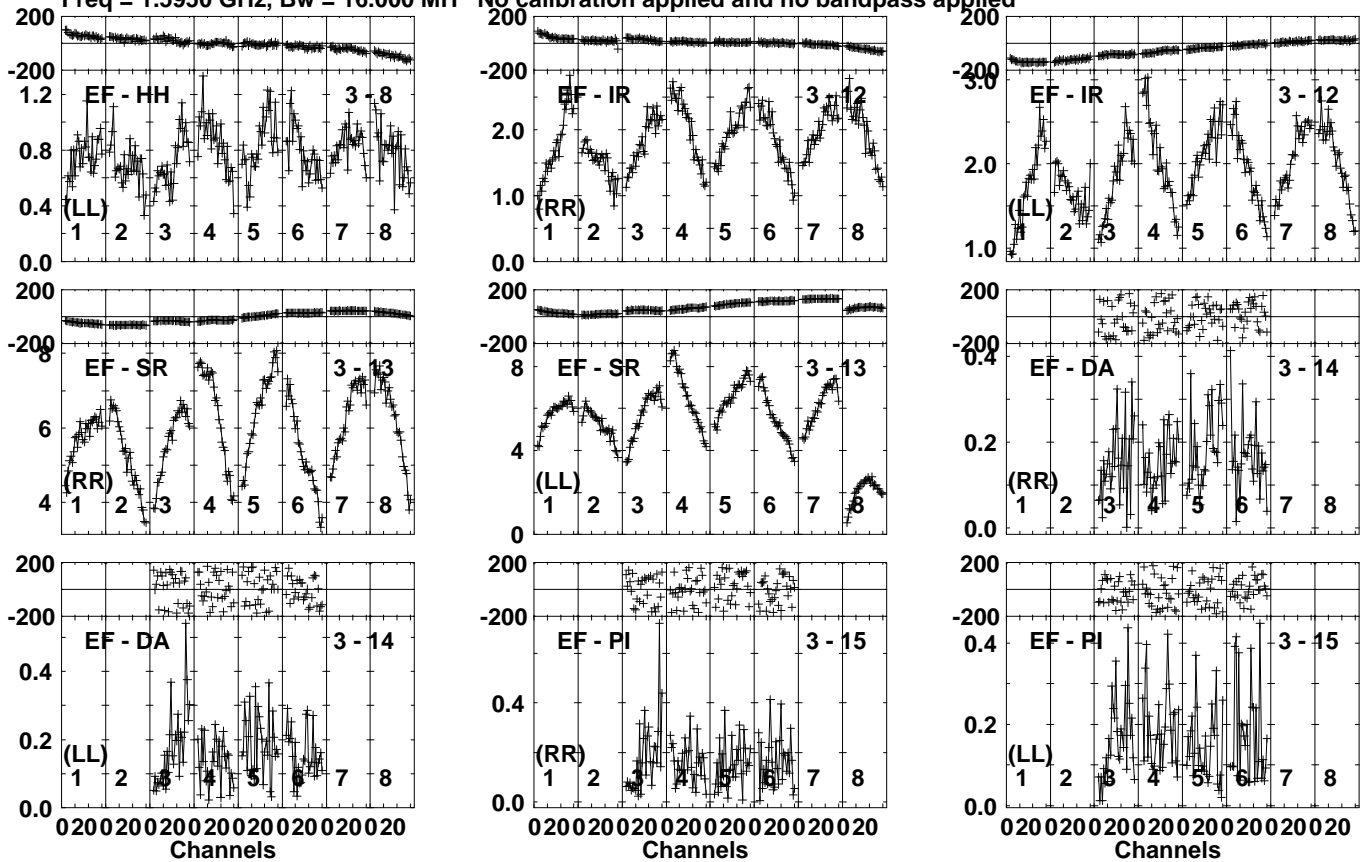 Freq = 1.5950 GHz, Bw = 16.000 MH No calibration applied and no bandpass applied
200
-200
EF - HH 3 - 8
1.2
0.8
0.4
0.0
(LL)
1 2 3 4 5 6 7 8
200
-200
EF - IR 3 - 12
2.0
1.0
0.0
(RR)
1 2 3 4 5 6 7 8
200
-200
3.0
EF - IR 3 - 12
2.0
1.0
(LL)
1 2 3 4 5 6 7 8
200
-200
8
EF - SR 3 - 13
6
4
(RR)
1 2 3 4 5 6 7 8
200
-200
EF - SR 3 - 13
8
4
0
(LL)
1 2 3 4 5 6 7 8
200
-200
0.4
EF - DA 3 - 14
0.2
0.0
(RR)
1 2 3 4 5 6 7 8
200
-200
EF - DA 3 - 14
0.4
0.2
0.0
(LL)
1 2 3 4 5 6 7 8
0 20 0 20 0 20 0 20 0 20 0 20 0 20 0 20
Channels
200
-200
EF - PI 3 - 15
0.4
0.0
(RR)
1 2 3 4 5 6 7 8
0 20 0 20 0 20 0 20 0 20 0 20 0 20 0 20
Channels
200
-200
EF - PI 3 - 15
0.4
0.2
0.0
(LL)
1 2 3 4 5 6 7 8
0 20 0 20 0 20 0 20 0 20 0 20 0 20 0 20
Channels